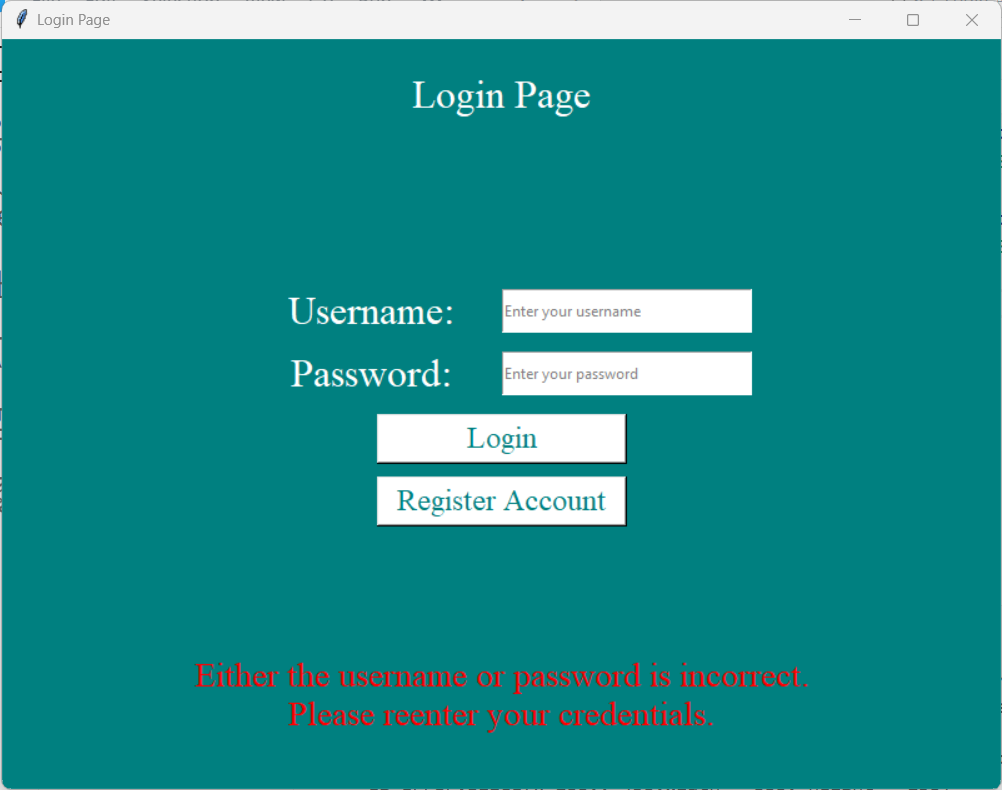 Login Page
Login Page
Username: Enter your username
Password: Enter your password
Login
Register Account
Either the username or password is incorrect.
Please reenter your credentials.